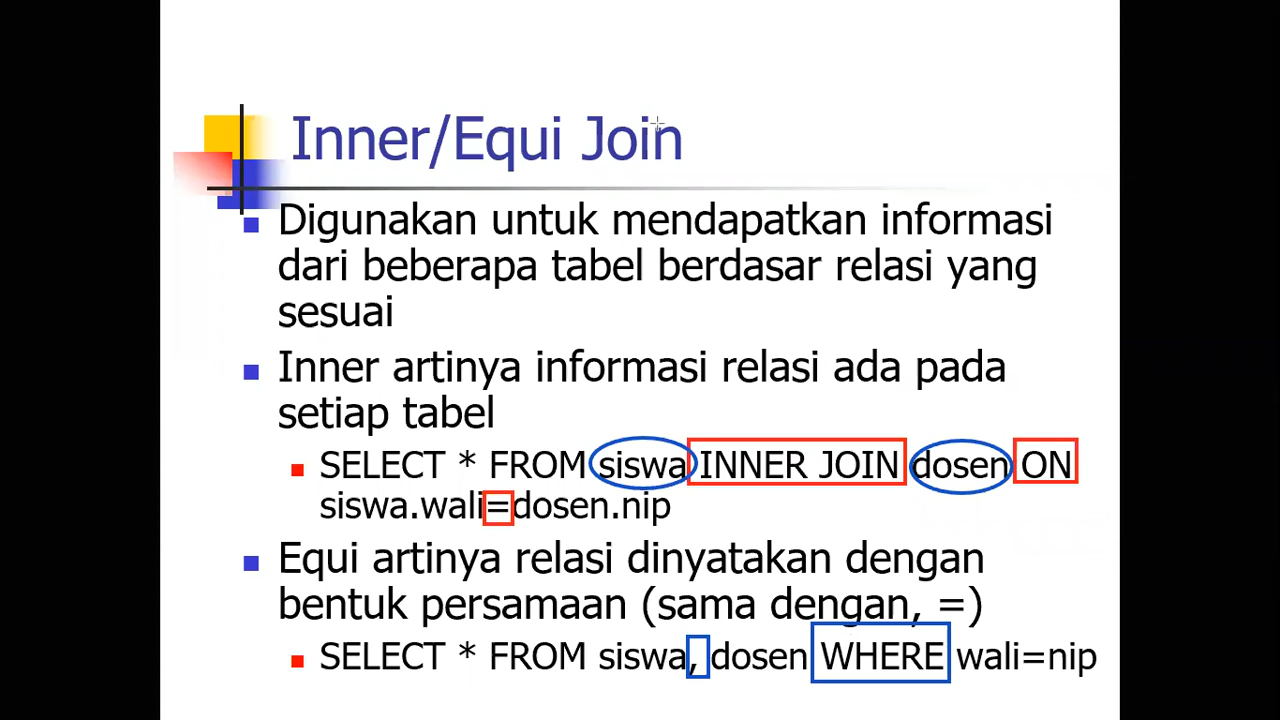 Inner/Equi Join
Digunakan untuk mendapatkan informasi
dari beberapa tabel berdasar relasi yang
sesuai
Inner artinya informasi relasi ada pada
setiap tabel
SELECT * FROM siswa INNER JOIN dosen ON
siswa.wali=dosen.nip
Equi artinya relasi dinyatakan dengan
bentuk persamaan (sama dengan, =)
SELECT * FROM siswa, dosen WHERE wali=nip